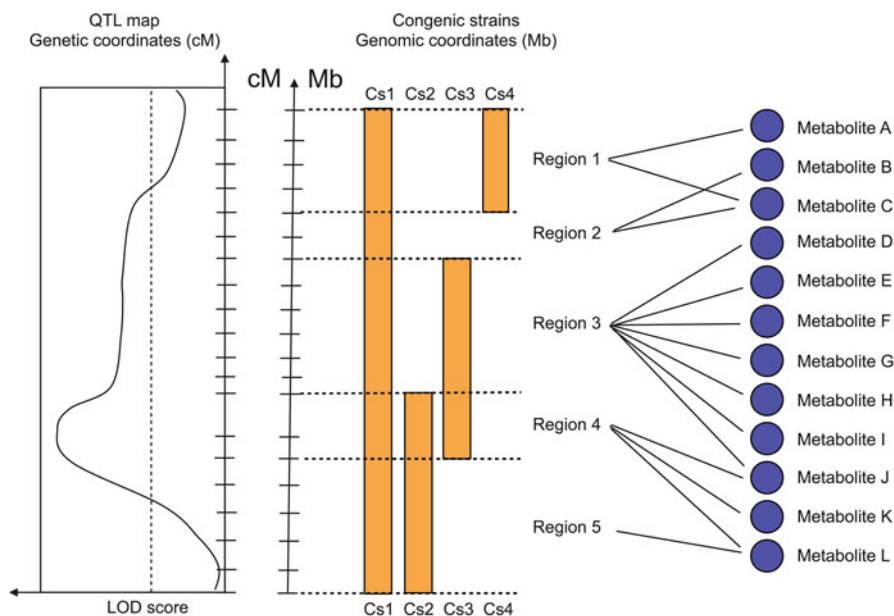 QTL map
Genetic coordinates (cM)
Congenic strains
Genomic coordinates (Mb)
cM
Mb
Cs1 Cs2 Cs3 Cs4
Region 1
Region 2
Region 3
Region 4
Region 5
Metabolite A
Metabolite B
Metabolite C
Metabolite D
Metabolite E
Metabolite F
Metabolite G
Metabolite H
Metabolite I
Metabolite J
Metabolite K
Metabolite L
LOD score
Cs1 Cs2 Cs3 Cs4